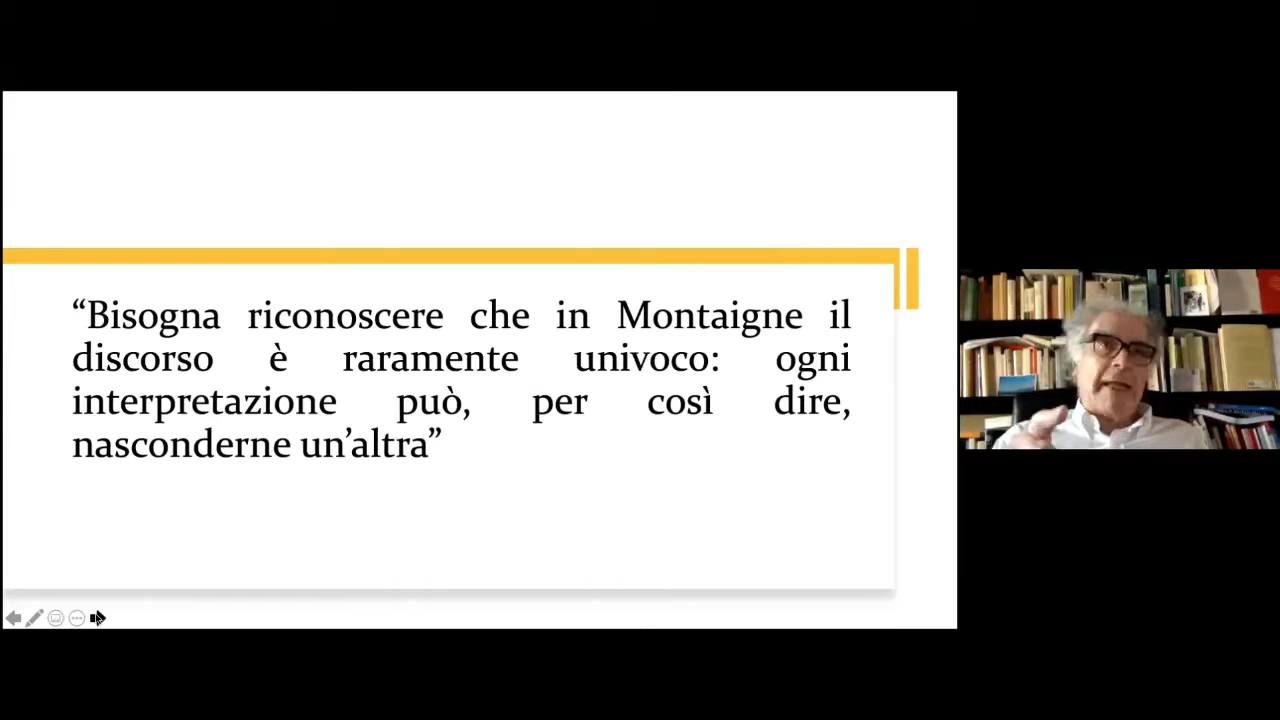 “Bisogna riconoscere che in Montaigne il
discorso è raramente univoco: ogni
interpretazione può, per così dire,
nasconderne un’altra”